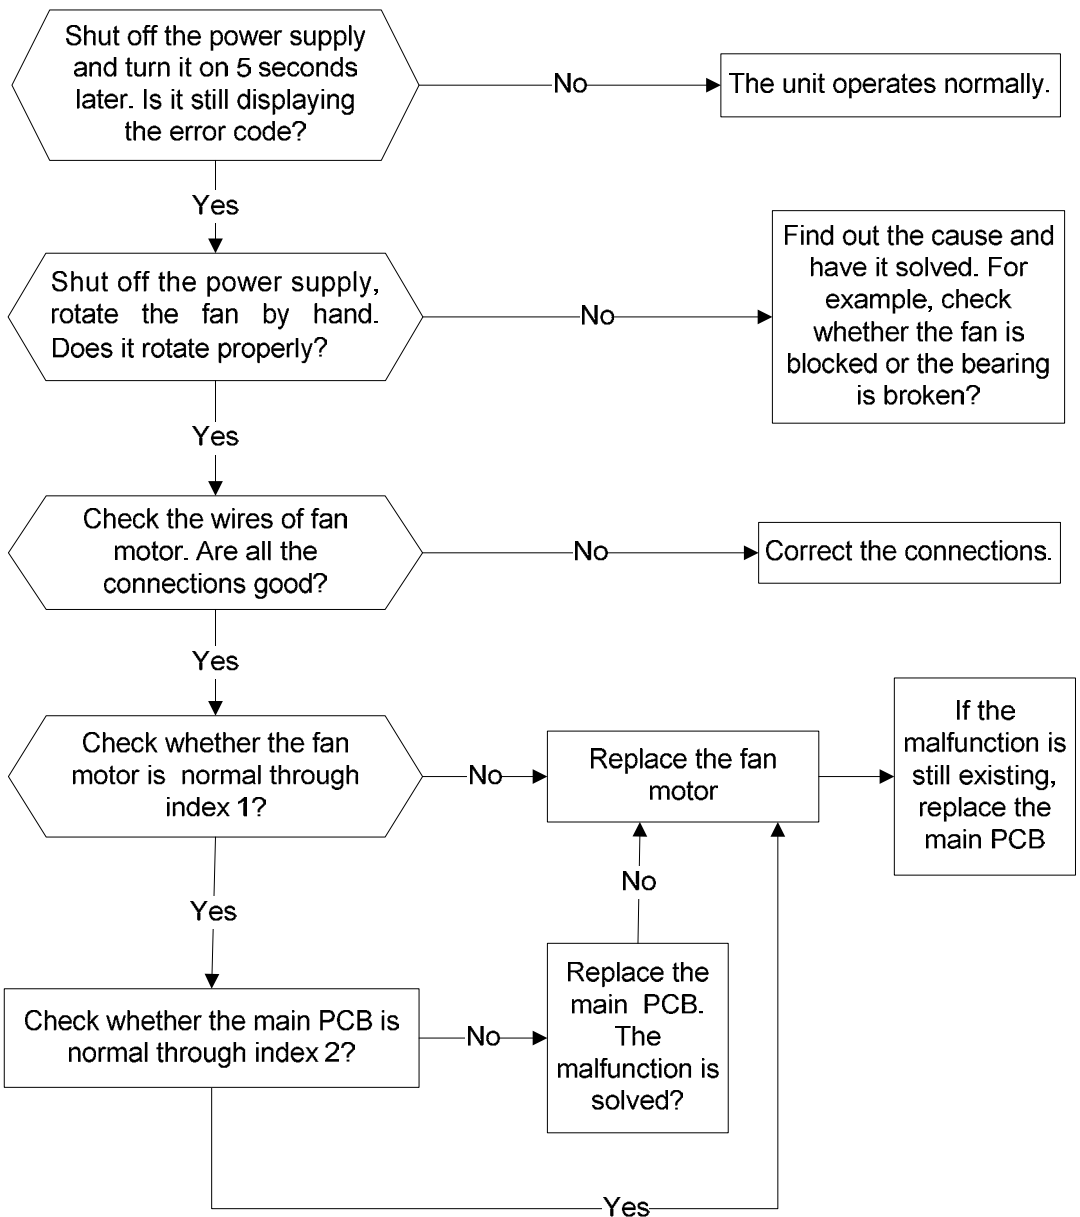 Shut off the power supply
and turn it on 5 seconds
later. Is it still displaying
the error code?
No
The unit operates normally.
Yes
Shut off the power supply,
rotate the fan by hand.
Does it rotate properly?
No
Find out the cause and
have it solved. For
example, check
whether the fan is
blocked or the bearing
is broken?
Yes
Check the wires of fan
motor. Are all the
connections good?
No
Correct the connections.
Yes
Check whether the fan
motor is normal through
index 1?
No
Replace the fan
motor
If the
malfunction is
still existing,
replace the
main PCB
Yes
No
Check whether the main PCB is
normal through index 2?
No
Replace the
main PCB.
The
malfunction is
solved?
Yes